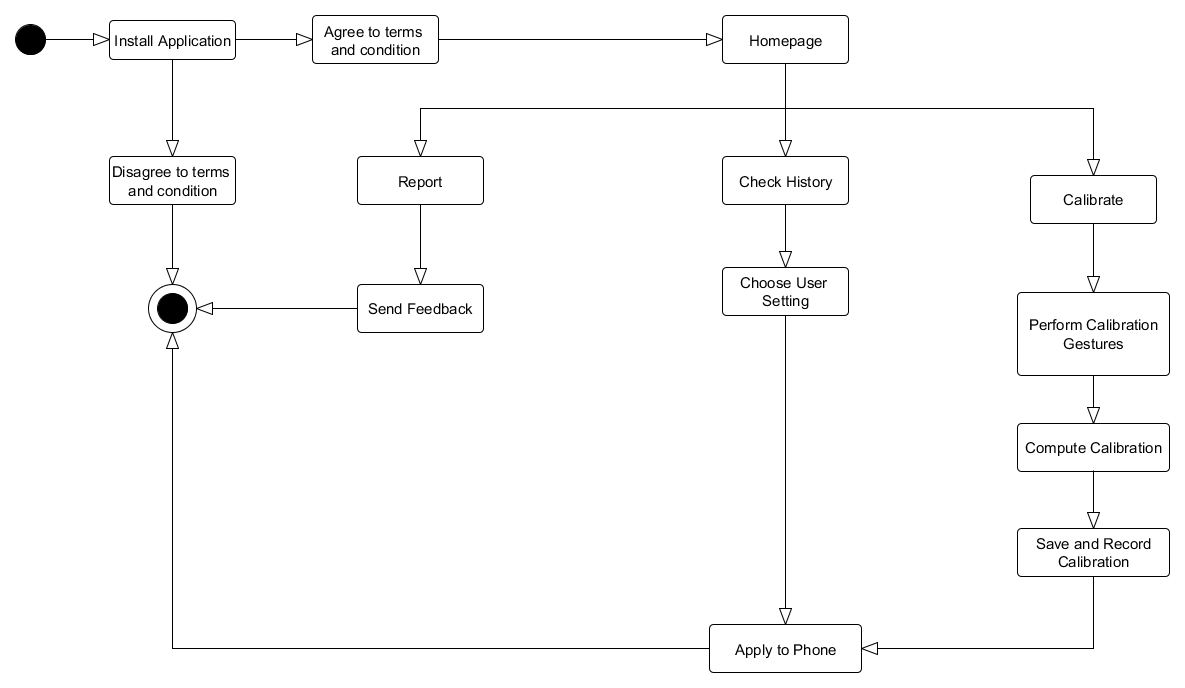 Install Application
Agree to terms
and condition
Homepage
Disagree to terms
and condition
Report
Check History
Calibrate
Send Feedback
Choose User
Setting
Perform Calibration
Gestures
Compute Calibration
Save and Record
Calibration
Apply to Phone